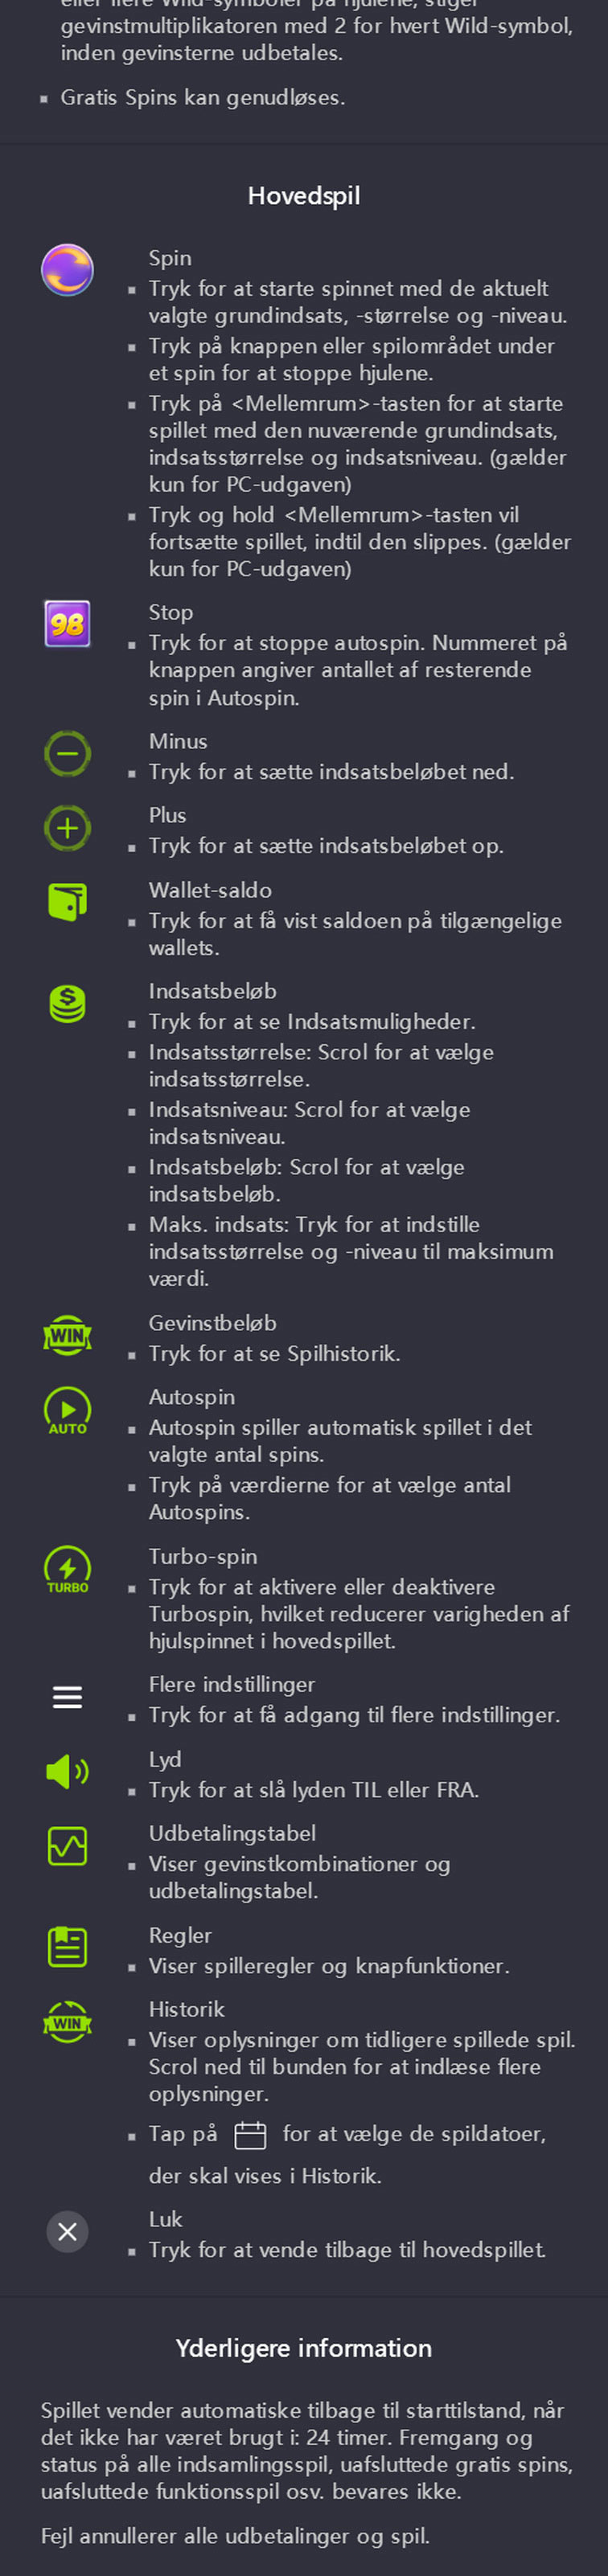 eller flere Wild-symboler på hjulene, stiger
gevinstmultiplikatoren med 2 for hvert Wild-symbol,
inden gevinsterne udbetales.
Gratis Spins kan genudløses.
Hovedspil
Spin
Tryk for at starte spinnet med de aktuelt
valgte grundindsats, -størrelse og -niveau.
Tryk på knappen eller spilområdet under
et spin for at stoppe hjulene.
Tryk på <Mellemrum>-tasten for at starte
spillet med den nuværende grundindsats,
indsatsstørrelse og indsatsniveau. (gælder
kun for PC-udgaven)
Tryk og hold <Mellemrum>-tasten vil
fortsætte spillet, indtil den slippes. (gælder
kun for PC-udgaven)
98
Stop
Tryk for at stoppe autospin. Nummeret på
knappen angiver antallet af resterende
spin i Autospin.
Minus
Tryk for at sætte indsatsbeløbet ned.
Plus
Tryk for at sætte indsatsbeløbet op.
Wallet-saldo
Tryk for at få vist saldoen på tilgængelige
wallets.
Indsatsbeløb
Tryk for at se Indsatsmuligheder.
Indsatsstørrelse: Scrol for at vælge
indsatsstørrelse.
Indsatsniveau: Scrol for at vælge
indsatsniveau.
Indsatsbeløb: Scrol for at vælge
indsatsbeløb.
Maks. indsats: Tryk for at indstille
indsatsstørrelse og -niveau til maksimum
værdi.
WIN
Gevinstbeløb
Tryk for at se Spilhistorik.
AUTO
Autospin
Autospin spiller automatisk spillet i det
valgte antal spins.
Tryk på værdierne for at vælge antal
Autospins.
TURBO
Turbo-spin
Tryk for at aktivere eller deaktivere
Turbospin, hvilket reducerer varigheden af
hjulspinnet i hovedspillet.
Flere indstillinger
Tryk for at få adgang til flere indstillinger.
Lyd
Tryk for at slå lyden TIL eller FRA.
Udbetalingstabel
Viser gevinstkombinationer og
udbetalingstabel.
Regler
Viser spilleregler og knapfunktioner.
WIN
Historik
Viser oplysninger om tidligere spillede spil.
Scrol ned til bunden for at indlæse flere
oplysninger.
Tap på for at vælge de spildatoer,
der skal vises i Historik.
Luk
Tryk for at vende tilbage til hovedspillet.
Yderligere information
Spillet vender automatiske tilbage til starttilstand, når
det ikke har været brugt i: 24 timer. Fremgang og
status på alle indsamlingsspil, uafsluttede gratis spins,
uafsluttede funktionsspil osv. bevares ikke.
Fejl annullerer alle udbetalinger og spil.